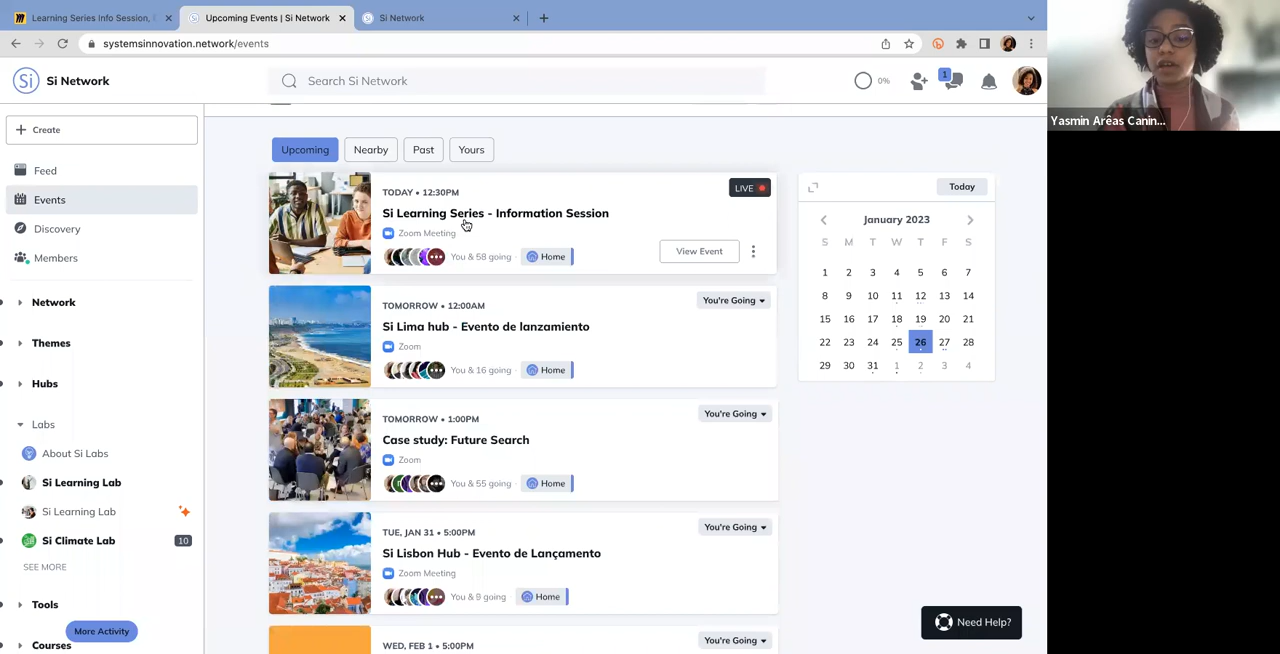 Learning Series Info Session,
Upcoming Events | Si Network
Si Network
systemsinnovation.network/events
Si
Si Network
Search Si Network
0%
1
Yasmin Arêas Canin...
Create
Feed
Events
Discovery
Members
Network
Themes
Hubs
Labs
About Si Labs
Si Learning Lab
Si Learning Lab
Si Climate Lab
10
SEE MORE
Tools
More Activity
Courses
Upcoming
Nearby
Past
Yours
TODAY • 12:30PM
LIVE
Si Learning Series - Information Session
Zoom Meeting
You & 58 going
Home
View Event
TOMORROW • 12:00AM
You're Going
Si Lima hub - Evento de lanzamiento
Zoom
You & 16 going
Home
TOMORROW • 1:00PM
You're Going
Case study: Future Search
Zoom
You & 55 going
Home
TUE, JAN 31 • 5:00PM
You're Going
Si Lisbon Hub - Evento de Lançamento
Zoom Meeting
You & 9 going
Home
WED, FEB 1 • 5:00PM
You're Going
Today
January 2023
S M T W T F S
1 2 3 4 5 6 7
8 9 10 11 12 13 14
15 16 17 18 19 20 21
22 23 24 25 26 27 28
29 30 31 1 2 3 4
Need Help?